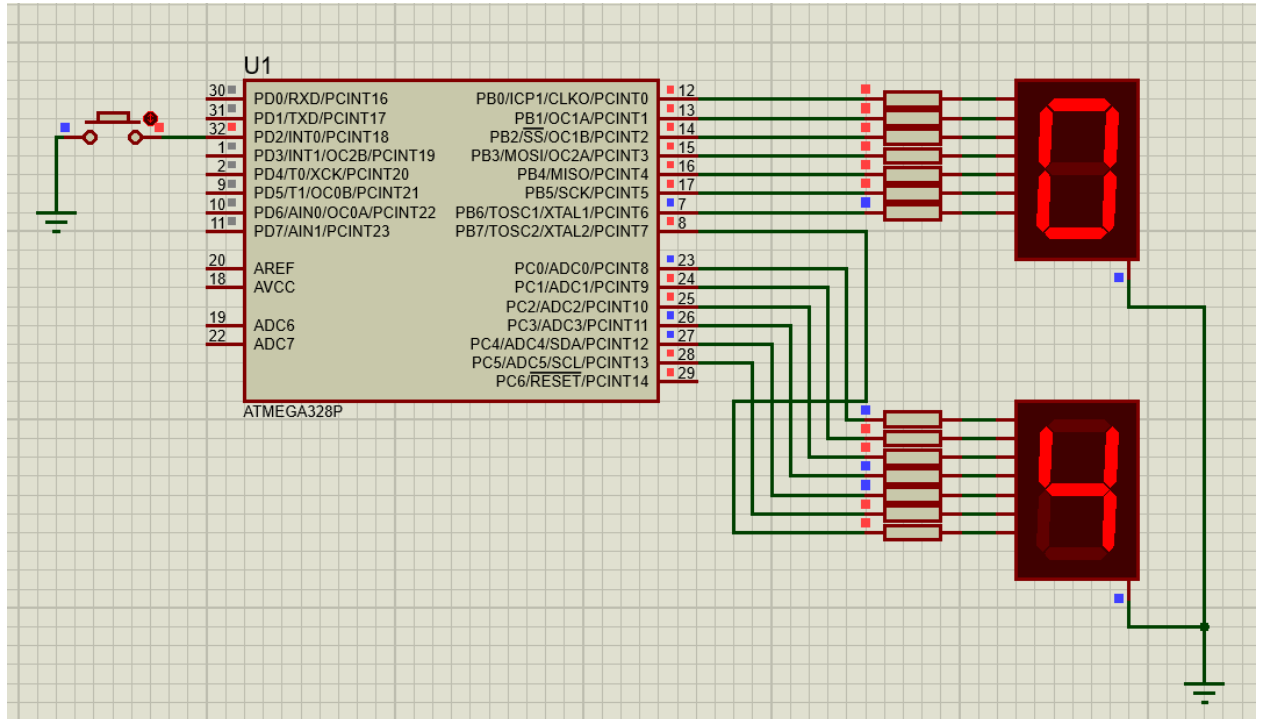 U1
30 PD0/RXD/PCINT16 PB0/ICP1/CLKO/PCINT0 12
31 PD1/TXD/PCINT17 PB1/OC1A/PCINT1 13
32 PD2/INT0/PCINT18 PB2/SS/OC1B/PCINT2 14
1 PD3/INT1/OC2B/PCINT19 PB3/MOSI/OC2A/PCINT3 15
2 PD4/T0/XCK/PCINT20 PB4/MISO/PCINT4 16
9 PD5/T1/OC0B/PCINT21 PB5/SCK/PCINT5 17
10 PD6/AIN0/OC0A/PCINT22 PB6/TOSC1/XTAL1/PCINT6 7
11 PD7/AIN1/PCINT23 PB7/TOSC2/XTAL2/PCINT7 8
20 AREF PC0/ADC0/PCINT8 23
18 AVCC PC1/ADC1/PCINT9 24
PC2/ADC2/PCINT10 25
19 ADC6 PC3/ADC3/PCINT11 26
22 ADC7 PC4/ADC4/SDA/PCINT12 27
PC5/ADC5/SCL/PCINT13 28
PC6/RESET/PCINT14 29
ATMEGA328P
0
4